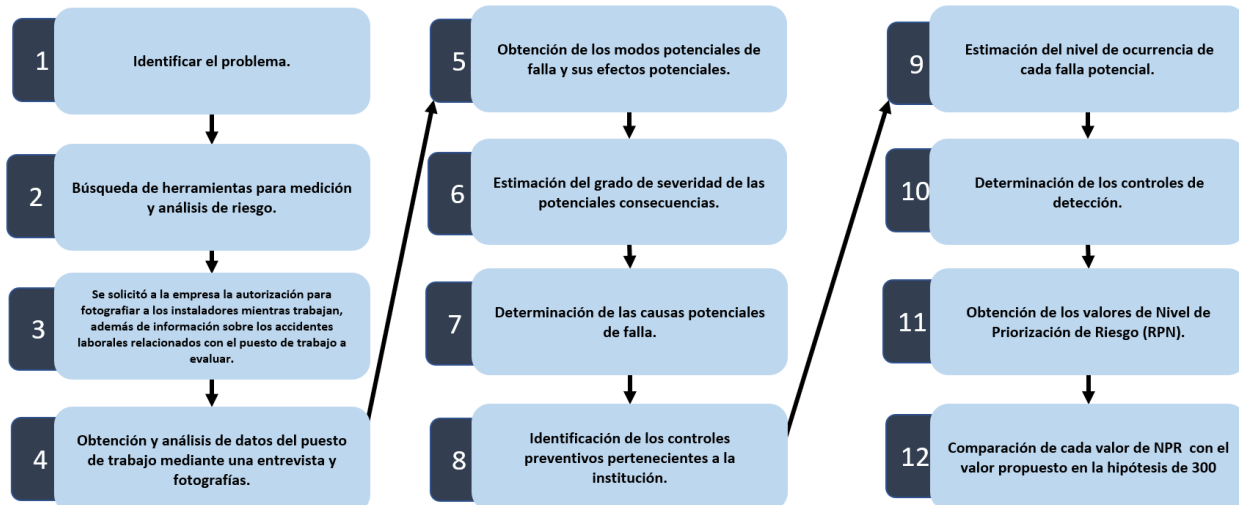 1
Identificar el problema.
2
Búsqueda de herramientas para medición
y análisis de riesgo.
3
Se solicitó a la empresa la autorización para
fotografiar a los instaladores mientras trabajan,
además de información sobre los accidentes
laborales relacionados con el puesto de trabajo a
evaluar.
4
Obtención y análisis de datos del puesto
de trabajo mediante una entrevista y
fotografías.
5
Obtención de los modos potenciales de
falla y sus efectos potenciales.
6
Estimación del grado de severidad de las
potenciales consecuencias.
7
Determinación de las causas potenciales
de falla.
8
Identificación de los controles
preventivos pertenecientes a la
institución.
9
Estimación del nivel de ocurrencia de
cada falla potencial.
10
Determinación de los controles de
detección.
11
Obtención de los valores de Nivel de
Priorización de Riesgo (RPN).
12
Comparación de cada valor de NPR con el
valor propuesto en la hipótesis de 300